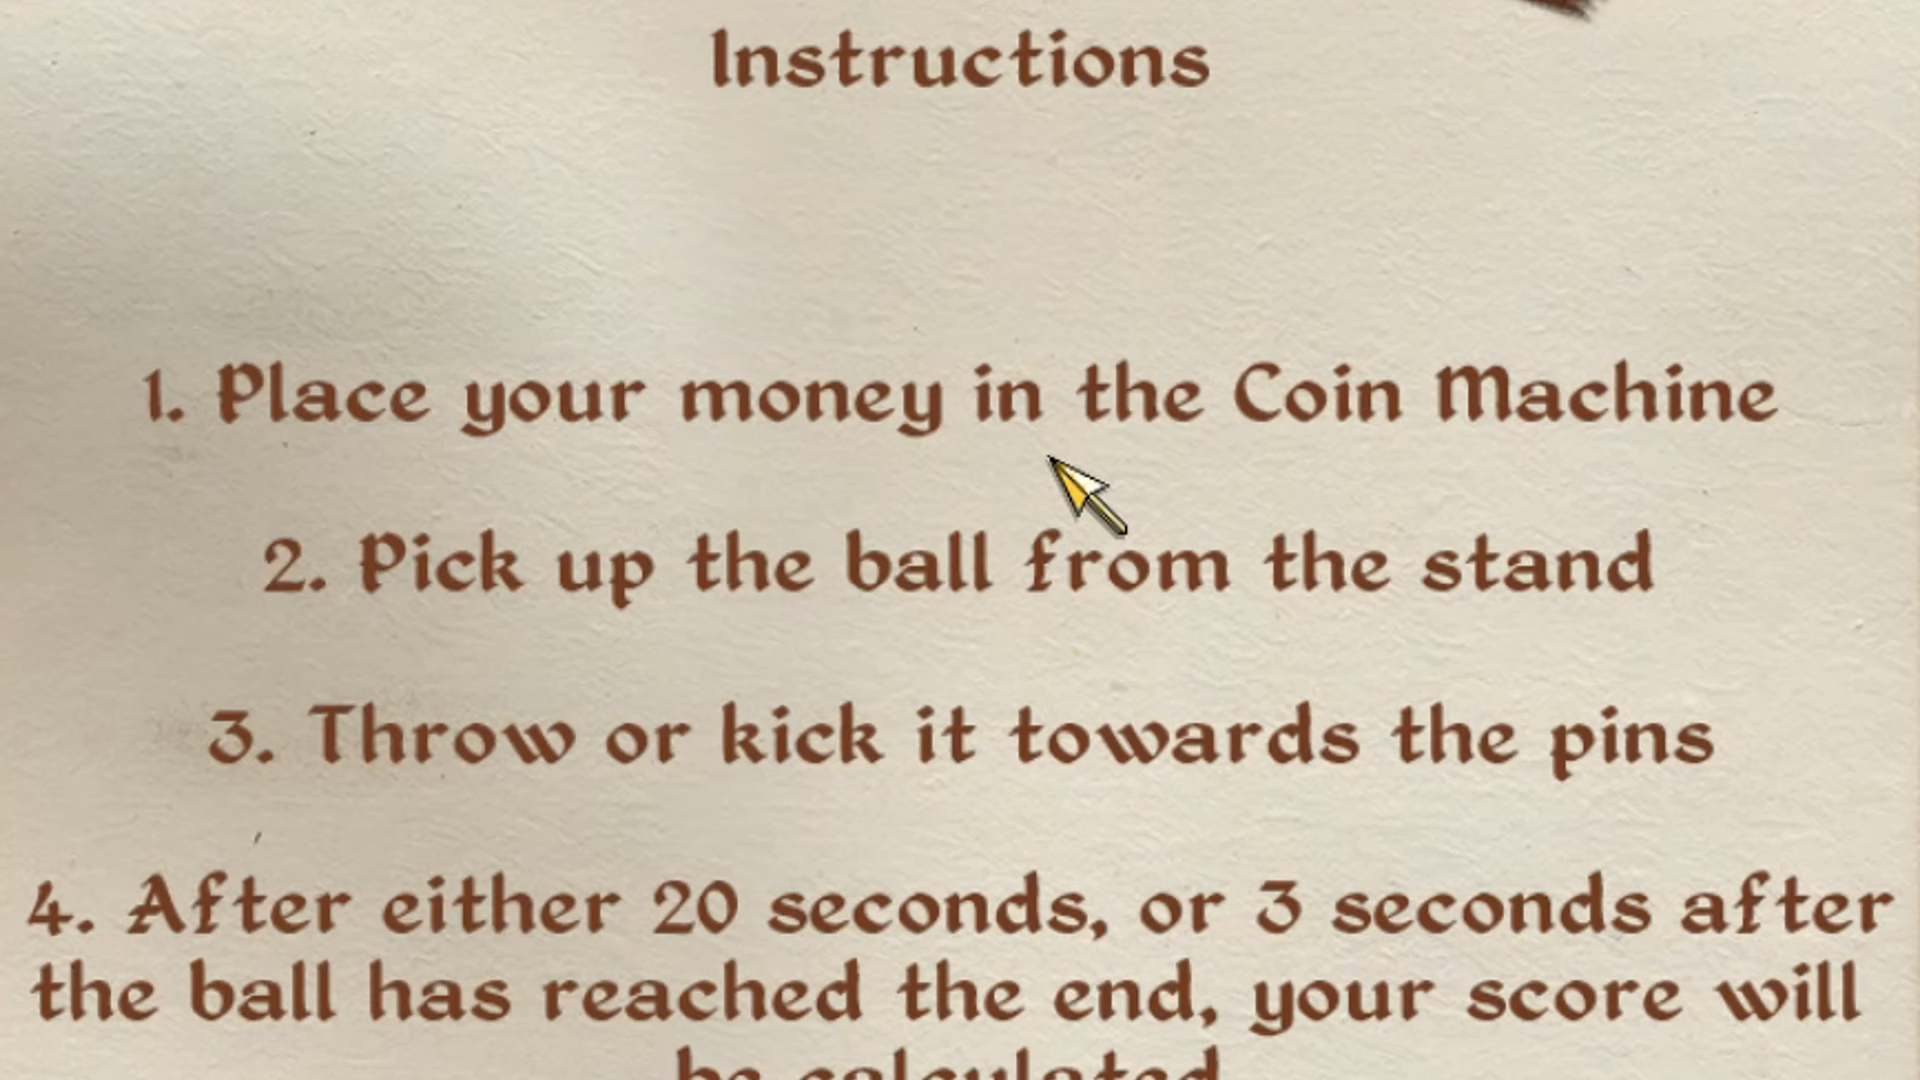 Instructions
1. Place your money in the Coin Machine
2. Pick up the ball from the stand
3. Throw or kick it towards the pins
4. After either 20 seconds, or 3 seconds after
the ball has reached the end, your score will
be calculated